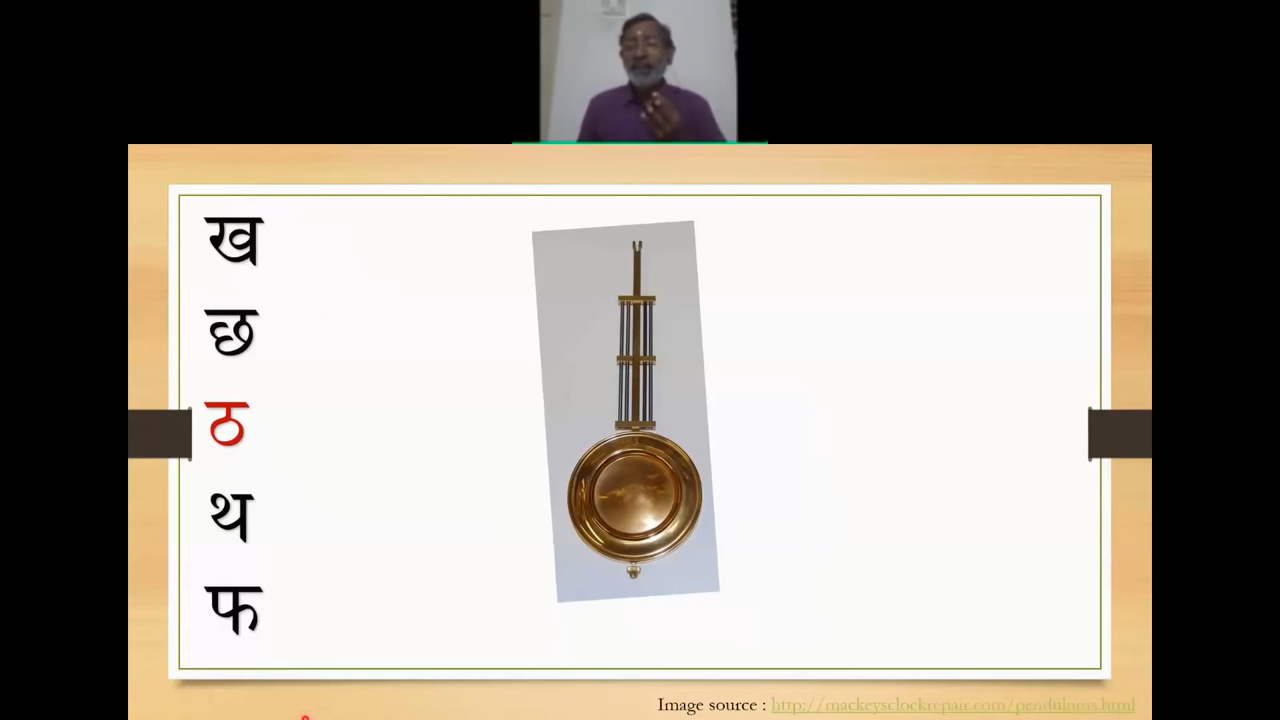 ख
छ
ठ
थ
फ
Image source : http://mackeysclockrepair.com/pendulums.html